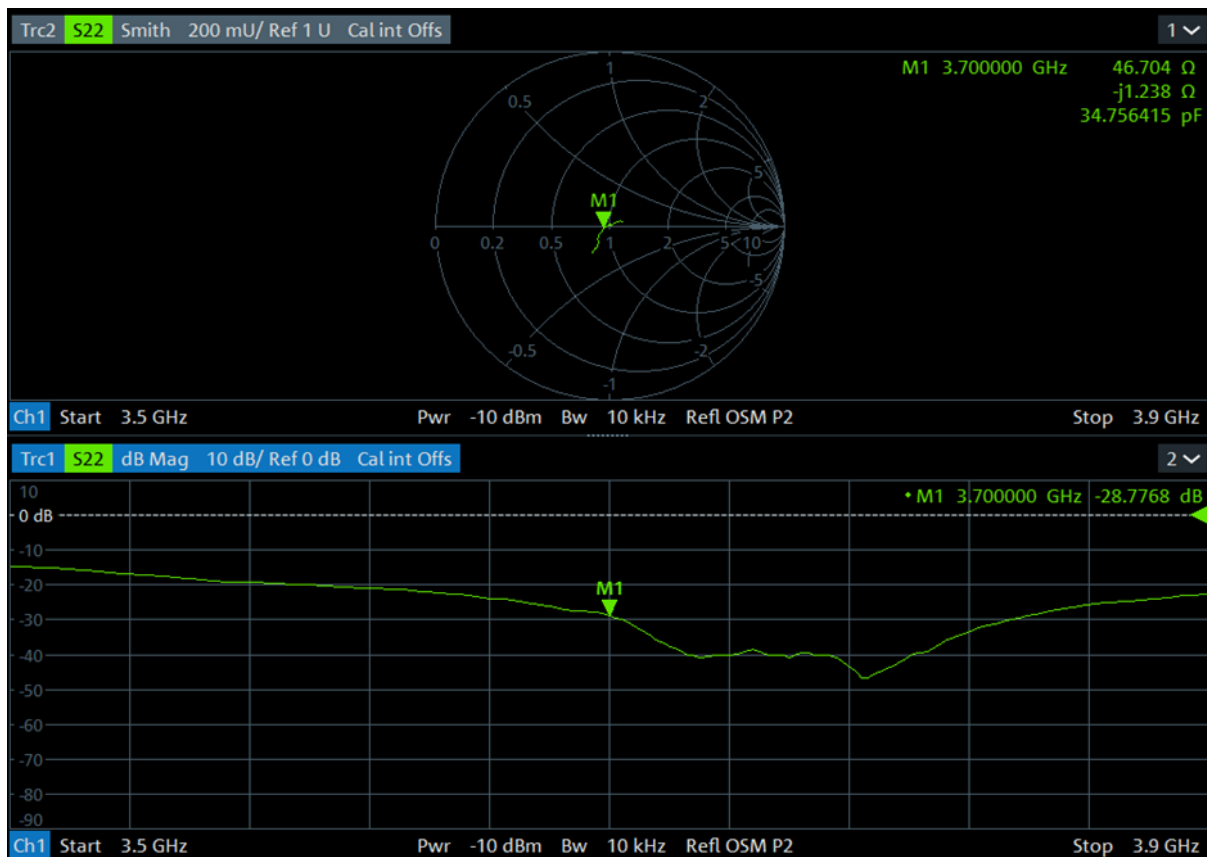 Trc2 S22 Smith 200 mU/ Ref 1 U Cal int Offs 1
M1 3.700000 GHz 46.704 Ω
-j1.238 Ω
34.756415 pF
1
0.5 2
5
M1
0 0.2 0.5 1 2 5 10
-5
-0.5 -2
-1
Ch1 Start 3.5 GHz Pwr -10 dBm Bw 10 kHz Refl OSM P2 Stop 3.9 GHz
Trc1 S22 dB Mag 10 dB/ Ref 0 dB Cal int Offs 2
10
• M1 3.700000 GHz -28.7768 dB
0 dB
-10
-20
M1
-30
-40
-50
-60
-70
-80
-90
Ch1 Start 3.5 GHz Pwr -10 dBm Bw 10 kHz Refl OSM P2 Stop 3.9 GHz